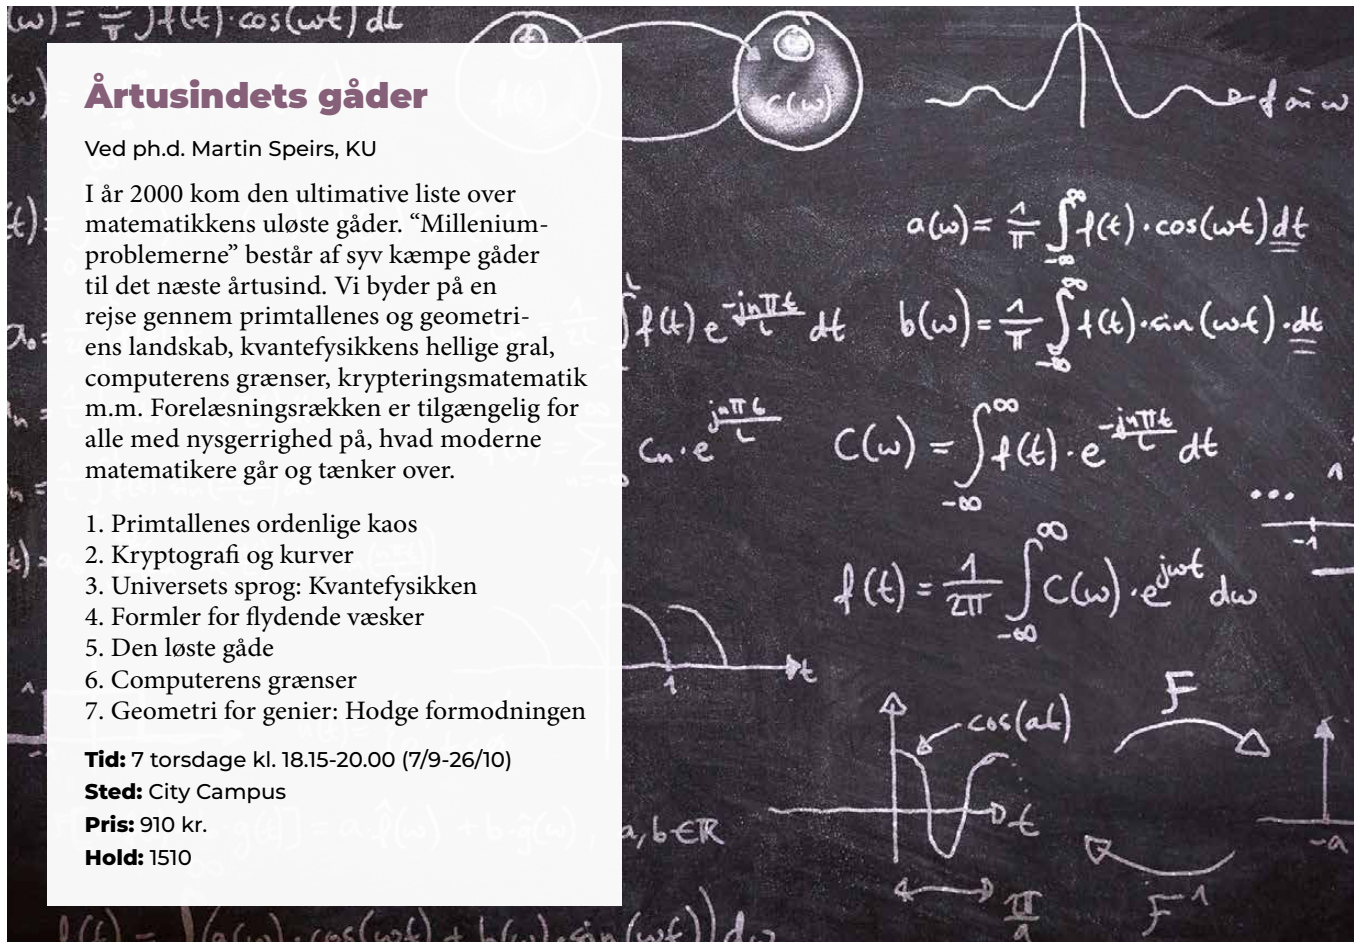 Årtusindets gåder
Ved ph.d. Martin Speirs, KU
I år 2000 kom den ultimative liste over
matematikkens uløste gåder. “Millenium-
problemerne” består af syv kæmpe gåder
til det næste årtusind. Vi byder på en
rejse gennem primtallenes og geometri-
ens landskab, kvantefysikkens hellige gral,
computerens grænser, krypteringsmatematik
m.m. Forelæsningsrækken er tilgængelig for
alle med nysgerrighed på, hvad moderne
matematikere går og tænker over.
1. Primtallenes ordenlige kaos
2. Kryptografi og kurver
3. Universets sprog: Kvantefysikken
4. Formler for flydende væsker
5. Den løste gåde
6. Computerens grænser
7. Geometri for genier: Hodge formodningen
Tid: 7 torsdage kl. 18.15-20.00 (7/9-26/10)
Sted: City Campus
Pris: 910 kr.
Hold: 1510
a(ω) = 1/π ∫_{-∞}^{∞} f(t) · cos(ωt) dt
b(ω) = 1/π ∫_{-∞}^{∞} f(t) · sin(ωt) · dt
f(t) e^{-jnπt/L} dt
C(ω) = ∫_{-∞}^{∞} f(t) · e^{-jnπt/L} dt
f(t) = 1/2π ∫_{-∞}^{∞} C(ω) · e^{jωt} dω
cos(at)
F
t
π/a
F⁻¹
a, b ∈ ℝ
-a
-1